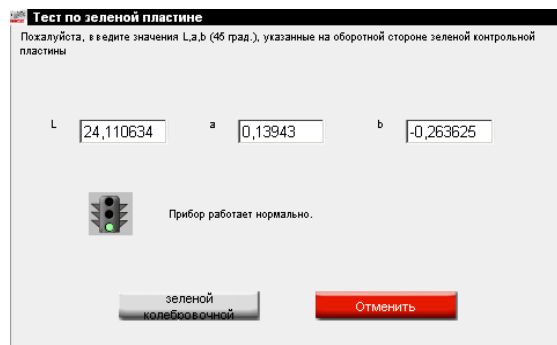 Тест по зеленой пластине
Пожалуйста, введите значения L,a,b (45 град.), указанные на оборотной стороне зеленой контрольной
пластины
L 24,110634 a 0,13943 b -0,263625
Прибор работает нормально.
зеленой
колебровочной
Отменить